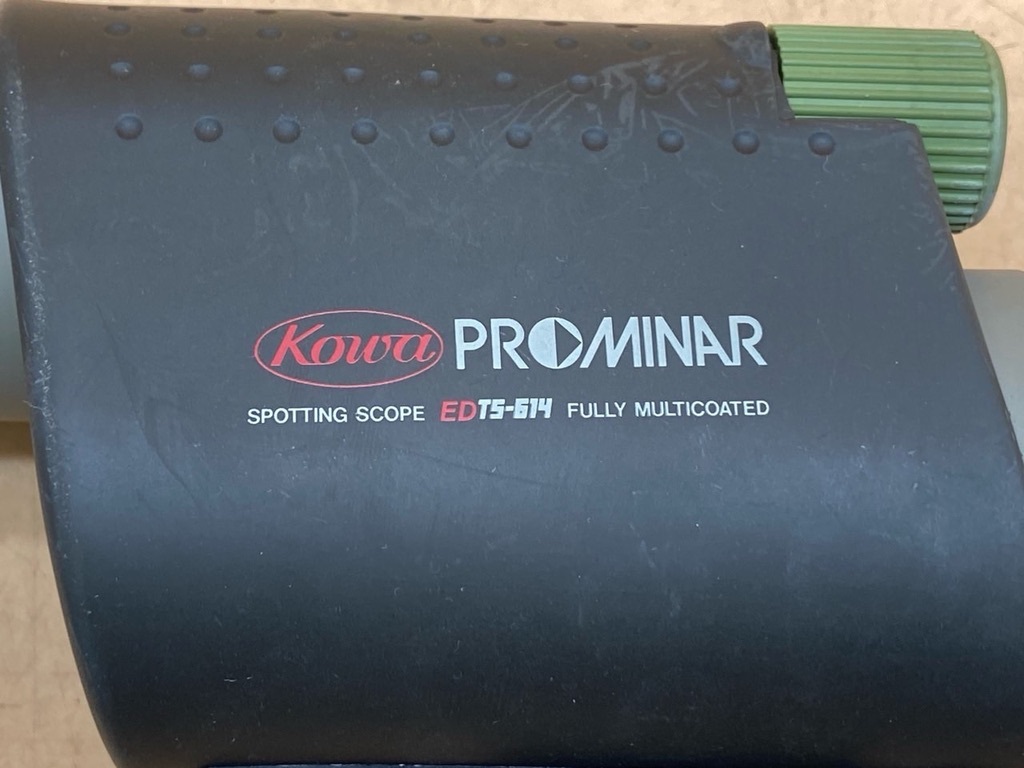 Kowa PROMINAR
SPOTTING SCOPE EDTS-614 FULLY MULTICOATED